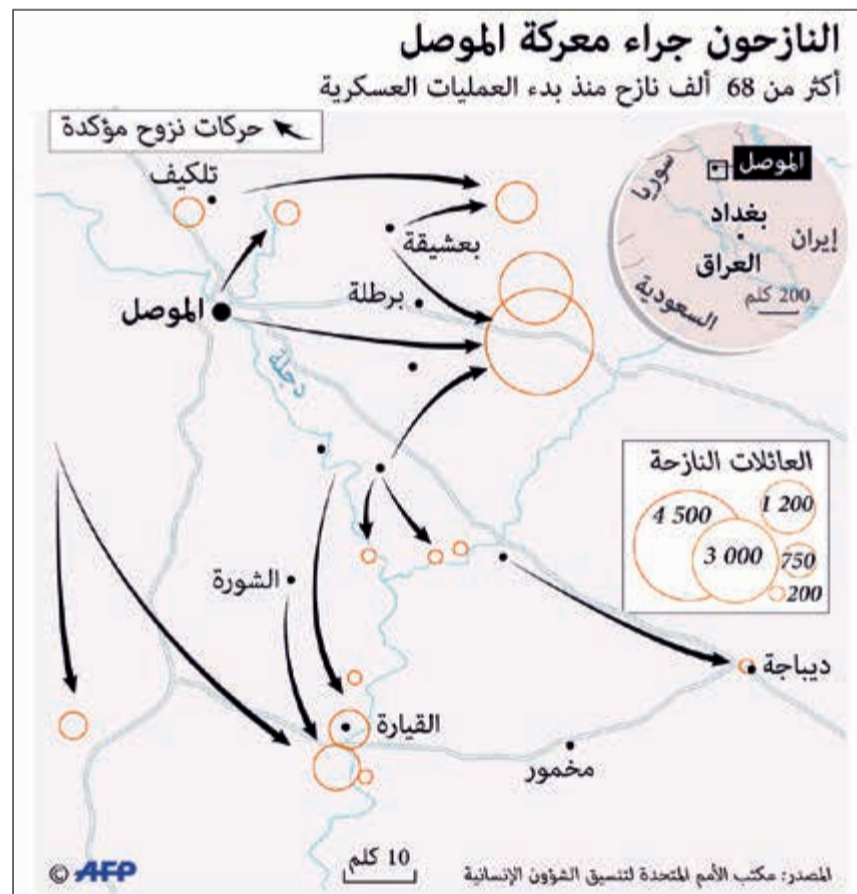 النازحون جراء معركة الموصل
أكثر من 68 ألف نازح منذ بدء العمليات العسكرية
حركات نزوح مؤكدة
تلكيف
بعشيقة
برطلة
الموصل
دجلة
الموصل
سوريا
بغداد
إيران
العراق
السعودية
200 كلم
العائلات النازحة
4 500
1 200
3 000
750
200
الشورة
ديباجة
القيارة
مخمور
10 كلم
المصدر: مكتب الأمم المتحدة لتنسيق الشؤون الإنسانية
© AFP